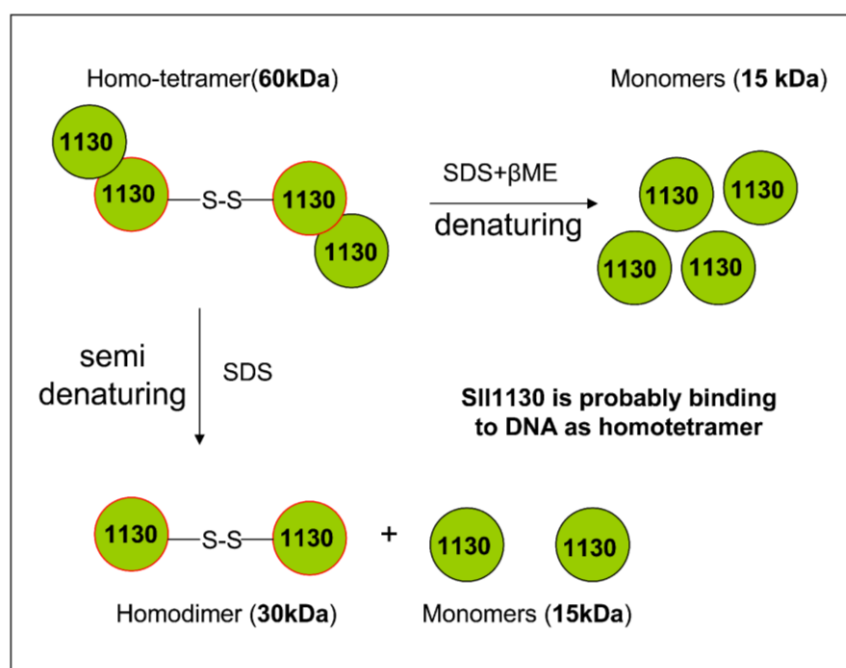 Homo-tetramer(60kDa)
Monomers (15 kDa)
1130
1130
S-S
1130
1130
SDS+βME
denaturing
1130
1130
1130
1130
semi
denaturing
SDS
Sll1130 is probably binding
to DNA as homotetramer
1130
S-S
1130
+
1130
1130
Homodimer (30kDa)
Monomers (15kDa)